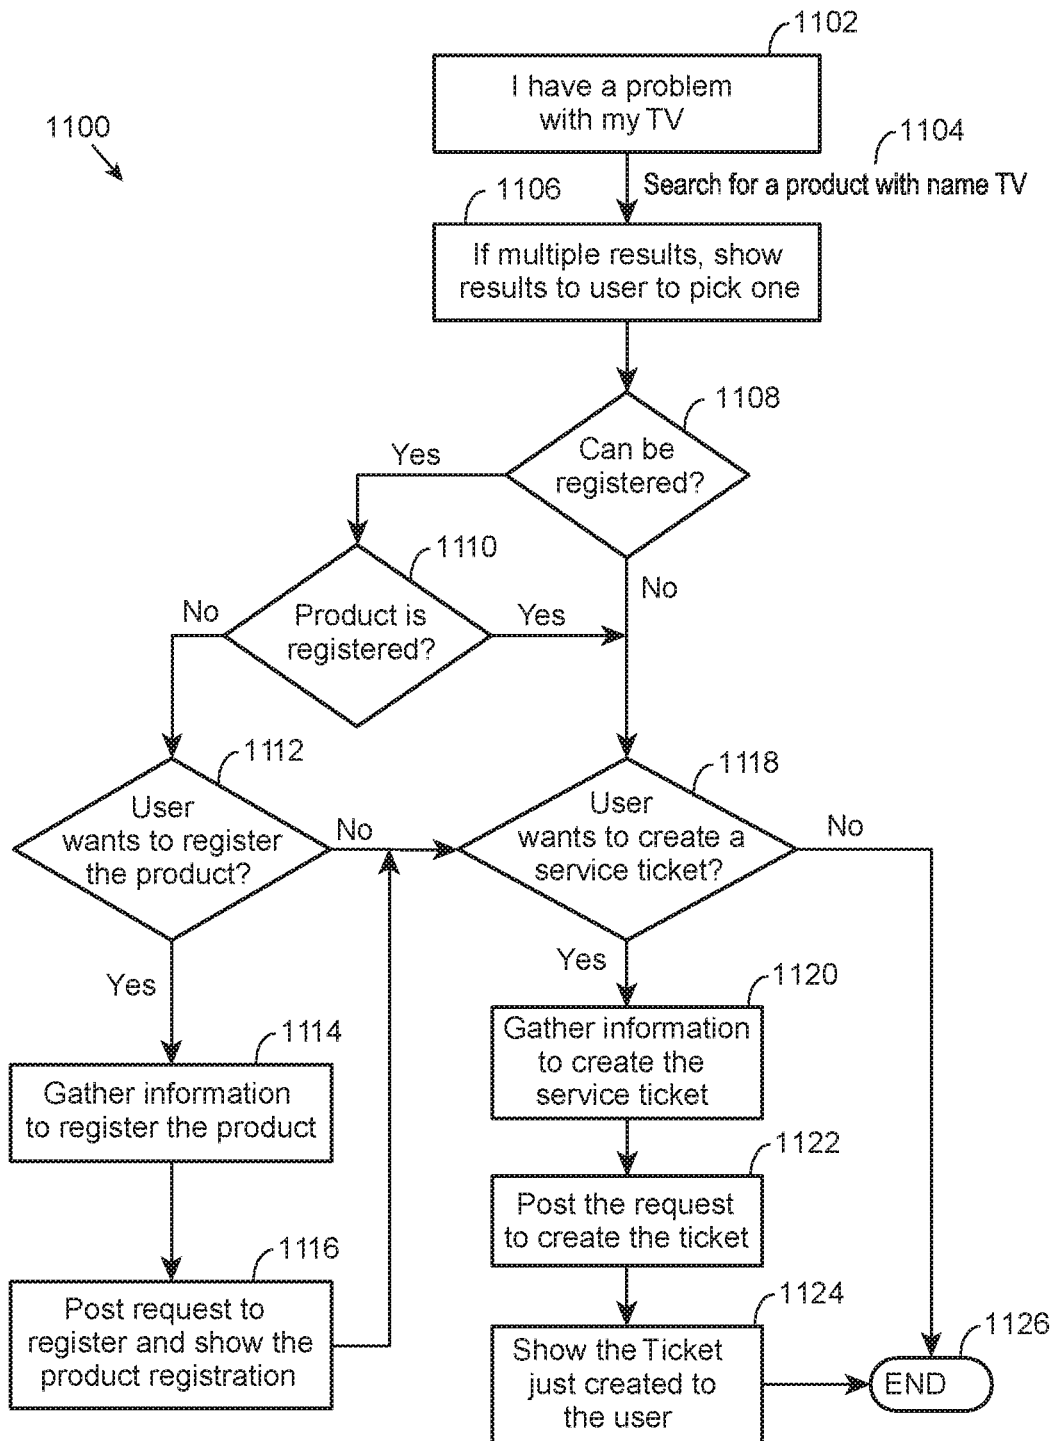 1102
I have a problem
with my TV
1100
1104
Search for a product with name TV
1106
If multiple results, show
results to user to pick one
1108
Can be
registered?
Yes
No
1110
Product is
registered?
No
Yes
1112
User
wants to register
the product?
No
Yes
1118
User
wants to create a
service ticket?
No
Yes
1114
Gather information
to register the product
1120
Gather information
to create the
service ticket
1122
Post the request
to create the ticket
1116
Post request to
register and show the
product registration
1124
Show the Ticket
just created to
the user
1126
END